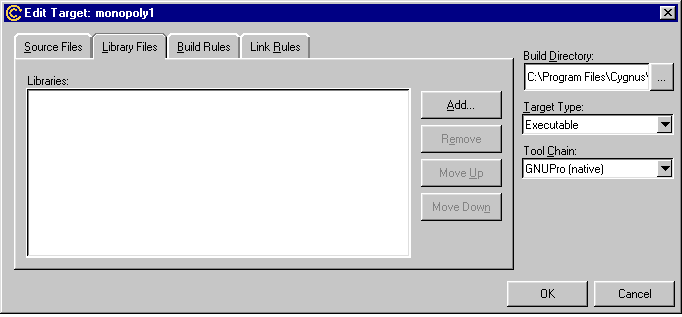 Edit Target: monopoly1
Source Files
Library Files
Build Rules
Link Rules
Libraries:
Add...
Remove
Move Up
Move Down
Build Directory:
C:\Program Files\Cygnus\
...
Target Type:
Executable
Tool Chain:
GNUPro (native)
OK
Cancel